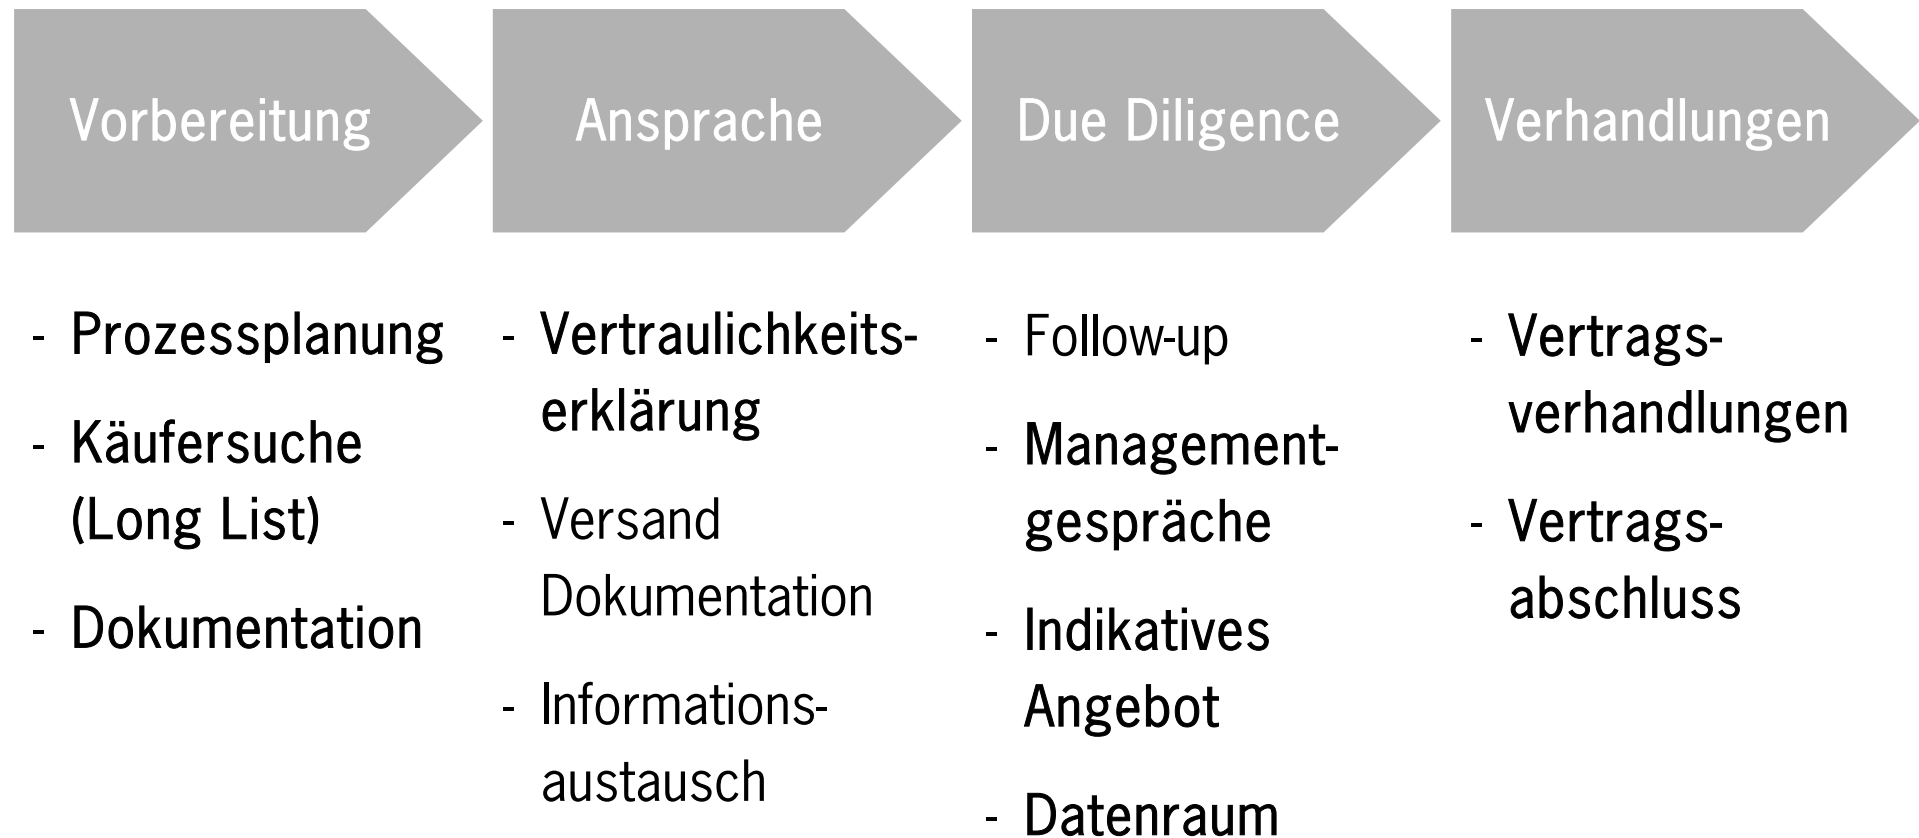 Vorbereitung
Ansprache
Due Diligence
Verhandlungen
- Prozessplanung
- Käufersuche
(Long List)
- Dokumentation
- Vertraulichkeits-
erklärung
- Versand
Dokumentation
- Informations-
austausch
- Follow-up
- Management-
gespräche
- Indikatives
Angebot
- Datenraum
- Vertrags-
verhandlungen
- Vertrags-
abschluss